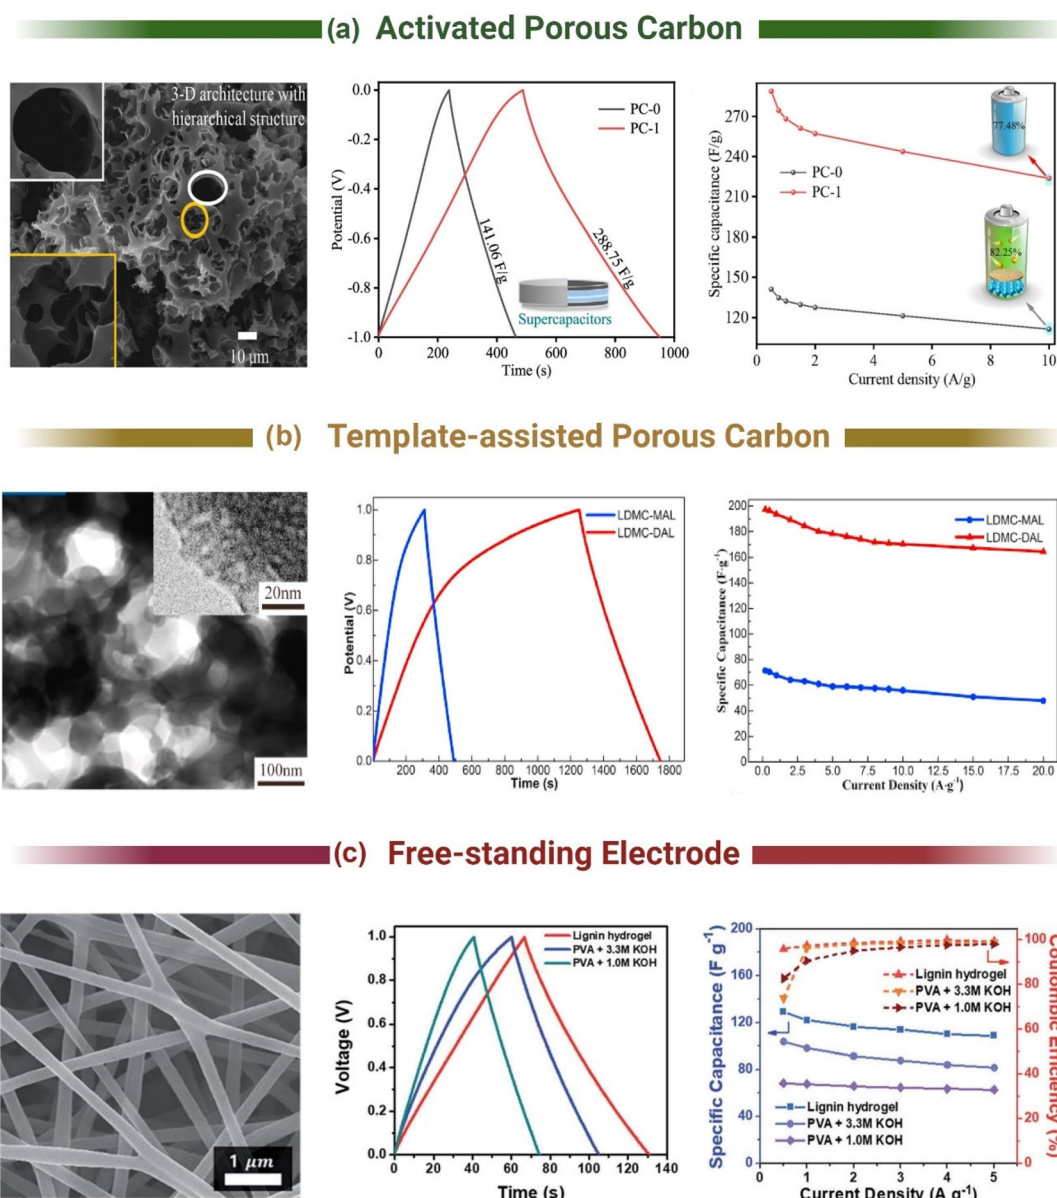 (a) Activated Porous Carbon
3-D architecture with
hierarchical structure
10 μm
0.0
-0.2
-0.4
-0.6
-0.8
-1.0
Potential (V)
PC-0
PC-1
141.06 F/g
288.75 F/g
Supercapacitors
0 200 400 600 800 1000
Time (s)
270
240
210
180
150
120
Specific capacitance (F/g)
PC-0
PC-1
77.48%
82.25%
0 2 4 6 8 10
Current density (A/g)
(b) Template-assisted Porous Carbon
20nm
100nm
1.0
0.8
0.6
0.4
0.2
0.0
Potential (V)
LDMC-MAL
LDMC-DAL
200 400 600 800 1000 1200 1400 1600 1800
Time (s)
200
180
160
140
120
100
80
60
40
20
0
Specific Capacitance (F·g⁻¹)
LDMC-MAL
LDMC-DAL
0.0 2.5 5.0 7.5 10.0 12.5 15.0 17.5 20.0
Current Density (A·g⁻¹)
(c) Free-standing Electrode
1 μm
1.0
0.8
0.6
0.4
0.2
0.0
Voltage (V)
Lignin hydrogel
PVA + 3.3M KOH
PVA + 1.0M KOH
0 20 40 60 80 100 120 140
Time (s)
200
160
120
80
40
0
Specific Capacitance (F g⁻¹)
Lignin hydrogel
PVA + 3.3M KOH
PVA + 1.0M KOH
Lignin hydrogel
PVA + 3.3M KOH
PVA + 1.0M KOH
100
80
60
40
20
0
Coulombic Efficiency (%)
0 1 2 3 4 5
Current Density (A g⁻¹)